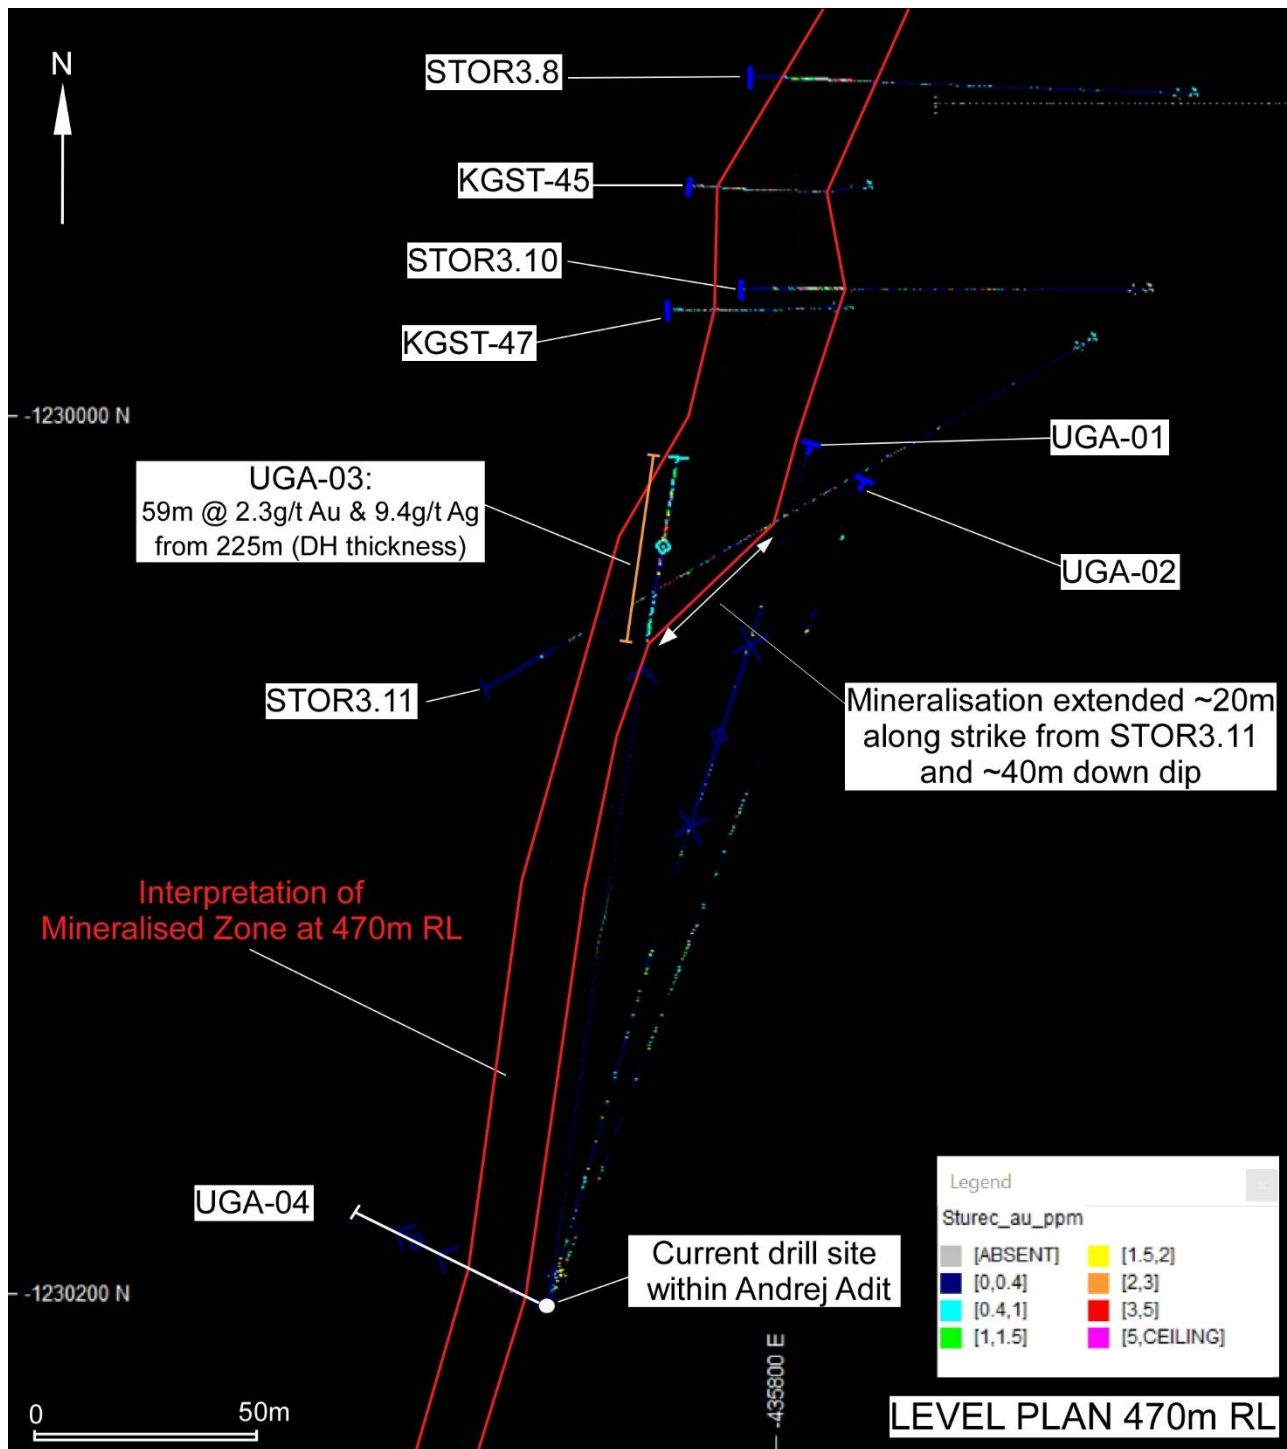 N
STOR3.8
KGST-45
STOR3.10
KGST-47
-1230000 N
UGA-01
UGA-03:
59m @ 2.3g/t Au & 9.4g/t Ag
from 225m (DH thickness)
UGA-02
STOR3.11
Mineralisation extended ~20m
along strike from STOR3.11
and ~40m down dip
Interpretation of
Mineralised Zone at 470m RL
UGA-04
Current drill site
within Andrej Adit
-1230200 N
-435800 E
Legend
Sturec_au_ppm
[ABSENT]
[0,0.4]
[0.4,1]
[1,1.5]
[1.5,2]
[2,3]
[3,5]
[5,CEILING]
0
50m
LEVEL PLAN 470m RL